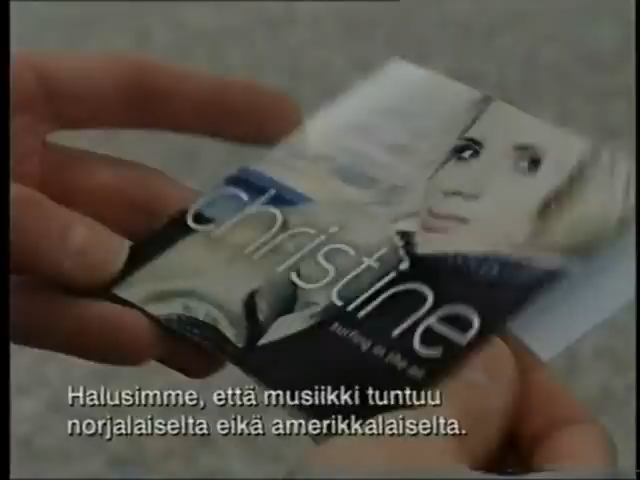 christine
surfing in the air
Halusimme, että musiikki tuntuu
norjalaiselta eikä amerikkalaiselta.